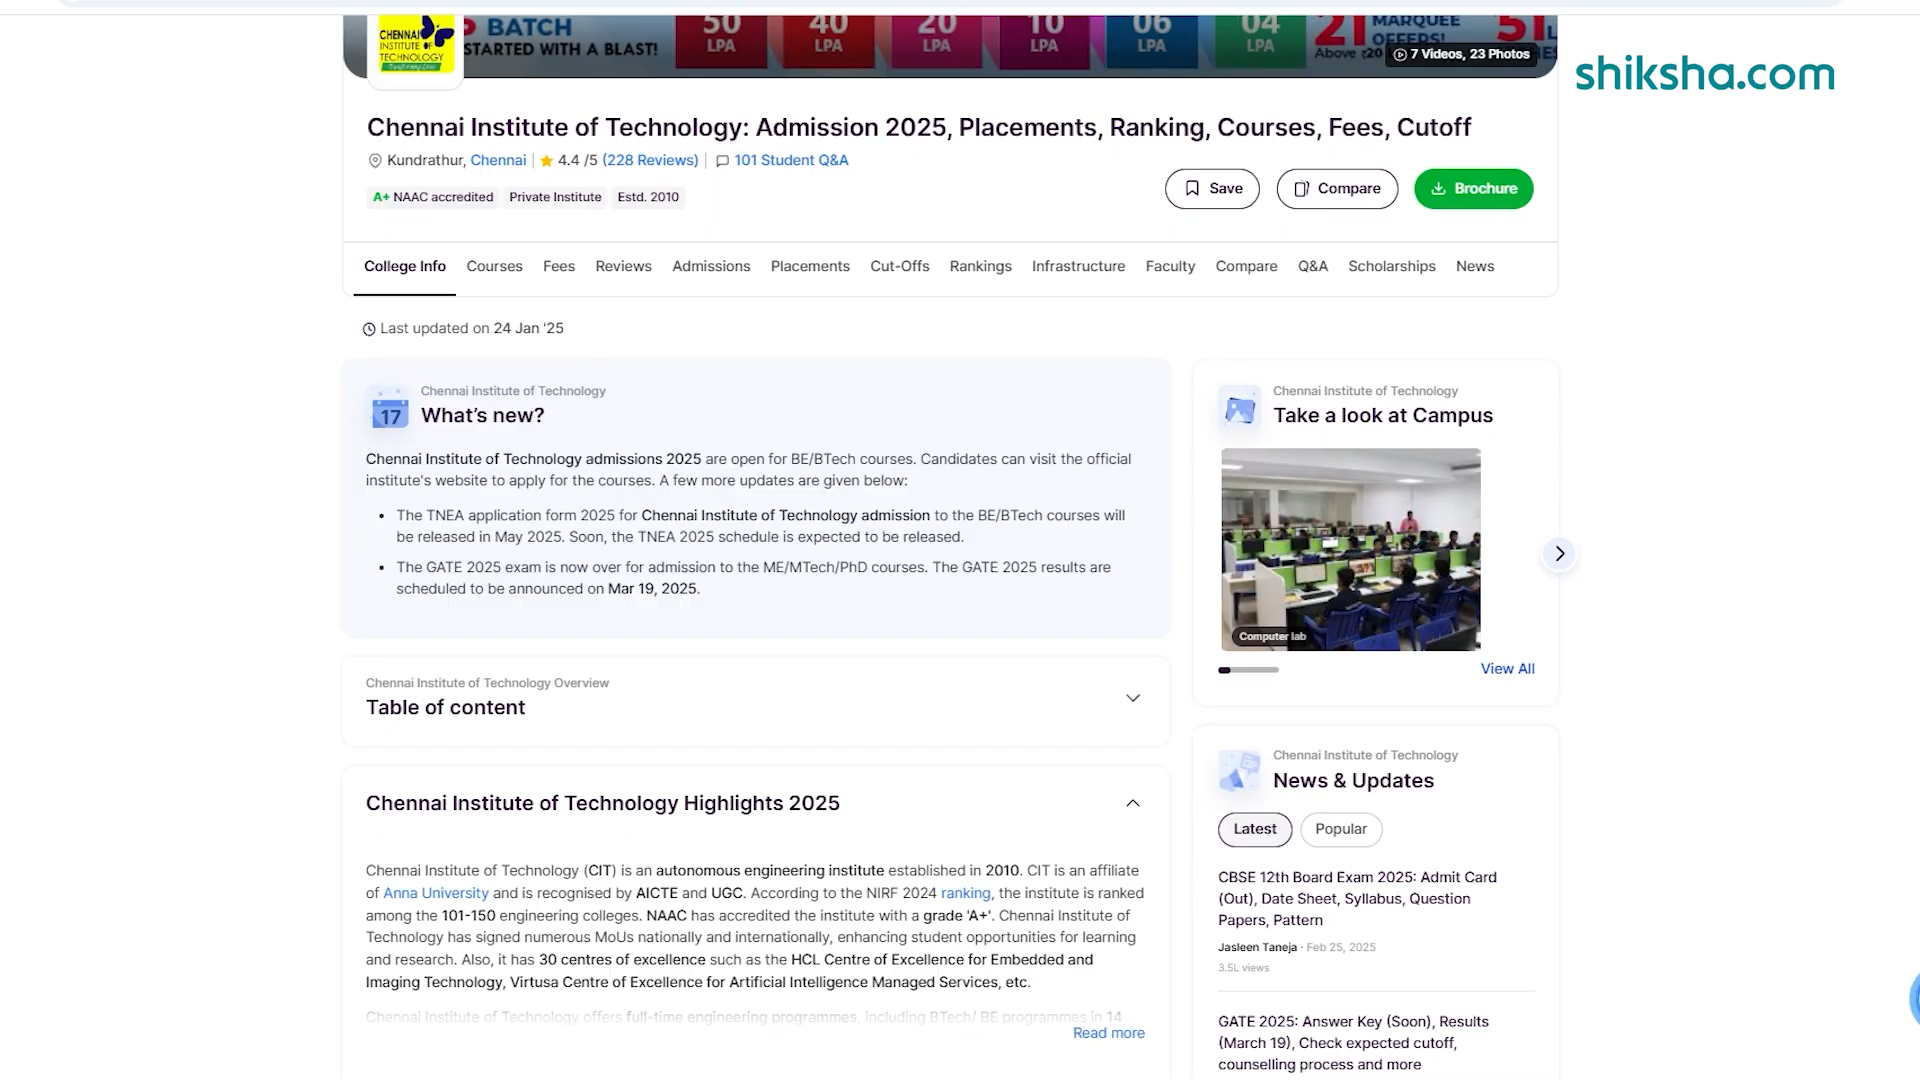 CHENNAI
INSTITUTE OF
TECHNOLOGY
BATCH
STARTED WITH A BLAST!
50
LPA
40
LPA
20
LPA
10
LPA
06
LPA
04
LPA
21
MARQUEE
OFFERS!
Above ₹20
7 Videos, 23 Photos
shiksha.com
Chennai Institute of Technology: Admission 2025, Placements, Ranking, Courses, Fees, Cutoff
Kundrathur, Chennai | 4.4 /5 (228 Reviews) | 101 Student Q&A
A+ NAAC accredited Private Institute Estd. 2010
Save Compare Brochure
College Info Courses Fees Reviews Admissions Placements Cut-Offs Rankings Infrastructure Faculty Compare Q&A Scholarships News
Last updated on 24 Jan '25
17
Chennai Institute of Technology
What's new?
Chennai Institute of Technology admissions 2025 are open for BE/BTech courses. Candidates can visit the official
institute's website to apply for the courses. A few more updates are given below:
• The TNEA application form 2025 for Chennai Institute of Technology admission to the BE/BTech courses will
be released in May 2025. Soon, the TNEA 2025 schedule is expected to be released.
• The GATE 2025 exam is now over for admission to the ME/MTech/PhD courses. The GATE 2025 results are
scheduled to be announced on Mar 19, 2025.
Chennai Institute of Technology Overview
Table of content
Chennai Institute of Technology Highlights 2025
Chennai Institute of Technology (CIT) is an autonomous engineering institute established in 2010. CIT is an affiliate
of Anna University and is recognised by AICTE and UGC. According to the NIRF 2024 ranking, the institute is ranked
among the 101-150 engineering colleges. NAAC has accredited the institute with a grade 'A+'. Chennai Institute of
Technology has signed numerous MoUs nationally and internationally, enhancing student opportunities for learning
and research. Also, it has 30 centres of excellence such as the HCL Centre of Excellence for Embedded and
Imaging Technology, Virtusa Centre of Excellence for Artificial Intelligence Managed Services, etc.
Chennai Institute of Technology offers full-time engineering programmes, including BTech/ BE programmes in 14
Read more
Chennai Institute of Technology
Take a look at Campus
Computer lab
View All
Chennai Institute of Technology
News & Updates
Latest Popular
CBSE 12th Board Exam 2025: Admit Card
(Out), Date Sheet, Syllabus, Question
Papers, Pattern
Jasleen Taneja · Feb 25, 2025
3.5L views
GATE 2025: Answer Key (Soon), Results
(March 19), Check expected cutoff,
counselling process and more